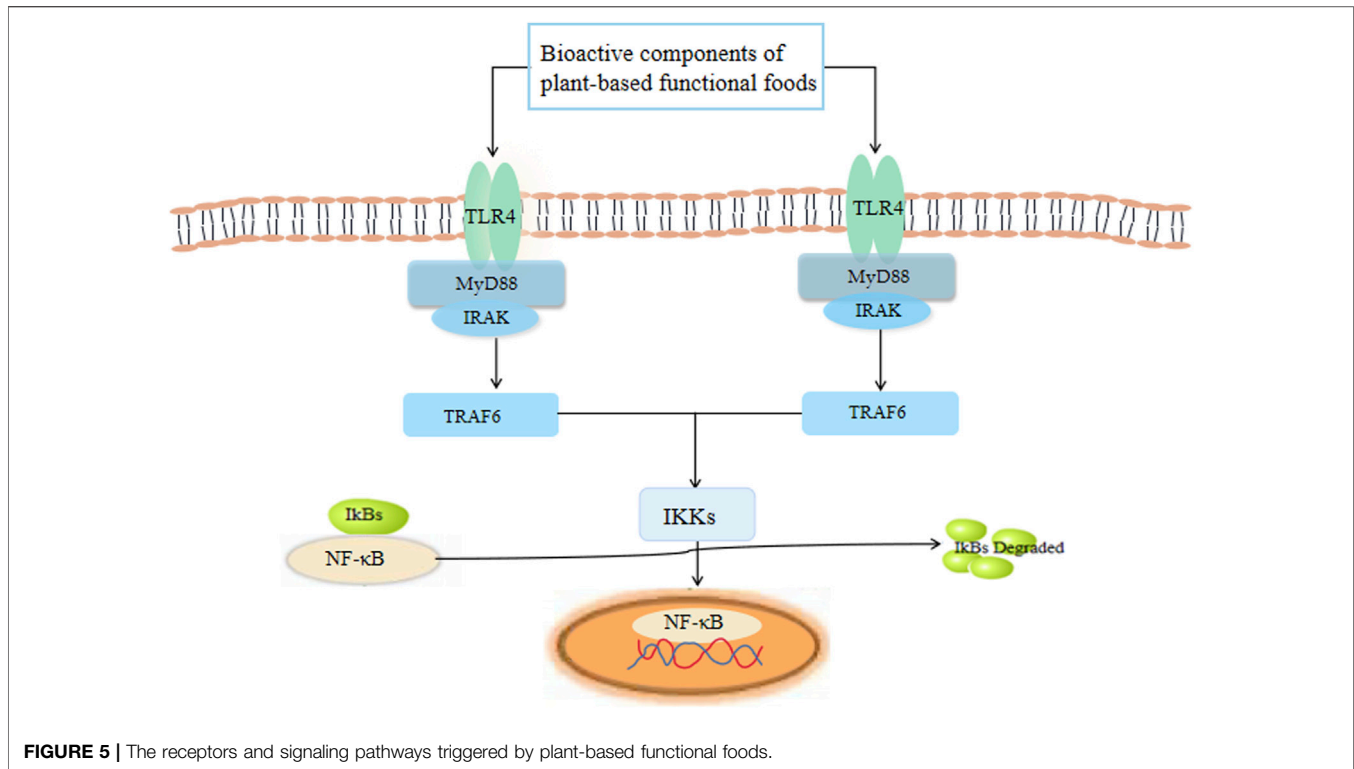 Bioactive components of
plant-based functional foods
TLR4
TLR4
MyD88
MyD88
IRAK
IRAK
TRAF6
TRAF6
IkBs
IKKs
NF-κB
IkBs Degraded
NF-κB
FIGURE 5 | The receptors and signaling pathways triggered by plant-based functional foods.